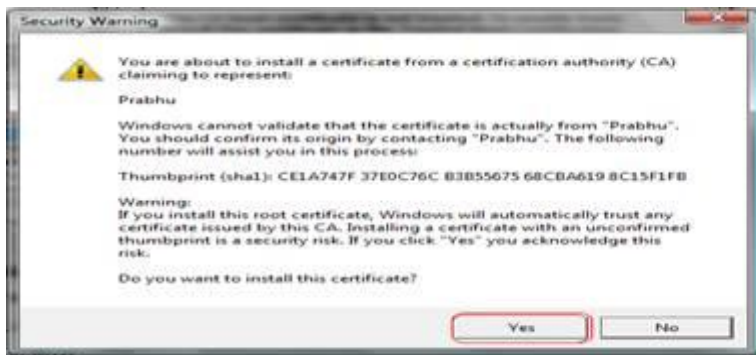 Security Warning
You are about to install a certificate from a certification authority (CA)
claiming to represent:
Prabhu
Windows cannot validate that the certificate is actually from "Prabhu".
You should confirm its origin by contacting "Prabhu". The following
number will assist you in this process:
Thumbprint (sha1): CE1A747F 37E0C76C B3B55675 68CBA619 8C15F1FB
Warning:
If you install this root certificate, Windows will automatically trust any
certificate issued by this CA. Installing a certificate with an unconfirmed
thumbprint is a security risk. If you click "Yes" you acknowledge this
risk.
Do you want to install this certificate?
Yes No